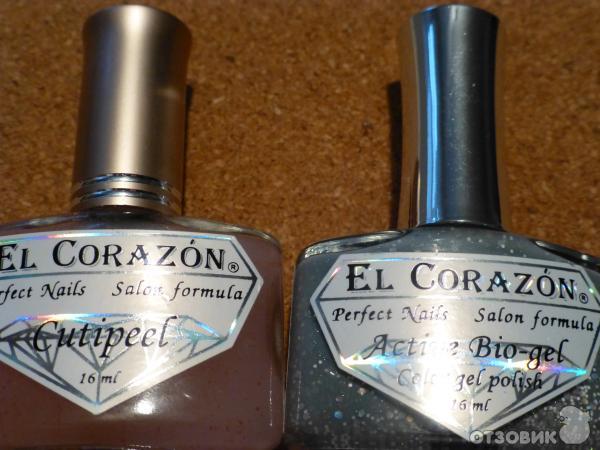 EL CORAZÓN®
Perfect Nails Salon formula
Cutipeel
16 ml
EL CORAZÓN®
Perfect Nails Salon formula
Active Bio-gel
Color gel polish
16 ml
ОТЗОВИК